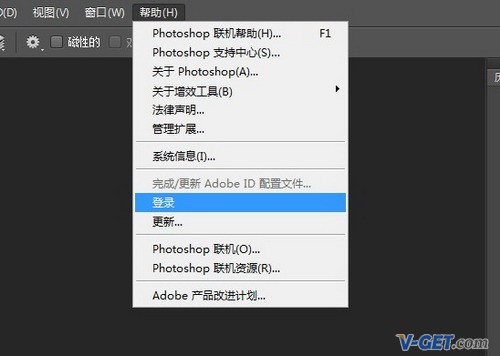 (D) 视图(V) 窗口(W) 帮助(H)
磁性的
Photoshop 联机帮助(H)... F1
Photoshop 支持中心(S)...
关于 Photoshop(A)...
关于增效工具(B)
法律声明...
管理扩展...
系统信息(I)...
完成/更新 Adobe ID 配置文件...
登录
更新...
Photoshop 联机(O)...
Photoshop 联机资源(R)...
Adobe 产品改进计划...
V-GET.com